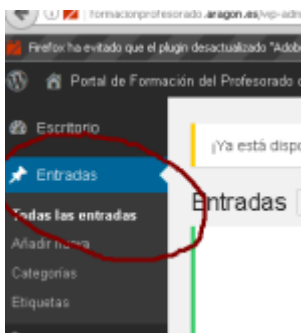 formacionprofesorado.aragon.es/wp-adm
Firefox ha evitado que el plugin desactualizado "Adob
Portal de Formación del Profesorado
Escritorio
¡Ya está dispo
Entradas
Todas las entradas
Entradas
Añadir nueva
Categorías
Etiquetas